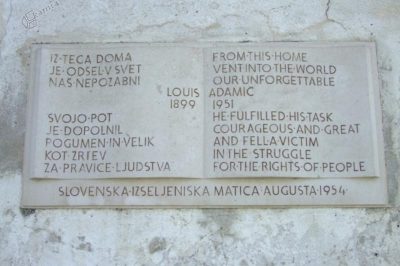 IZ·TEGA DOMA
JE·ODŠEL·V SVET
NAŠ·NEPOZABNI
FROM·THIS·HOME
VENT·INTO·THE·WORLD
OUR·UNFORGETTABLE
LOUIS ADAMIC
1899 1951
SVOJO·POT
JE·DOPOLNIL
POGUMEN·IN·VELIK
KOT·ŽRTEV
ZA·PRAVICE·LJUDSTVA
HE·FULFILLED·HIS·TASK
COURAGEOUS·AND·GREAT
AND·FELL·A·VICTIM
IN·THE·STRUGGLE
FOR·THE·RIGHTS·OF·PEOPLE
SLOVENSKA·IZSELJENISKA·MATICA·AUGUSTA·1954·